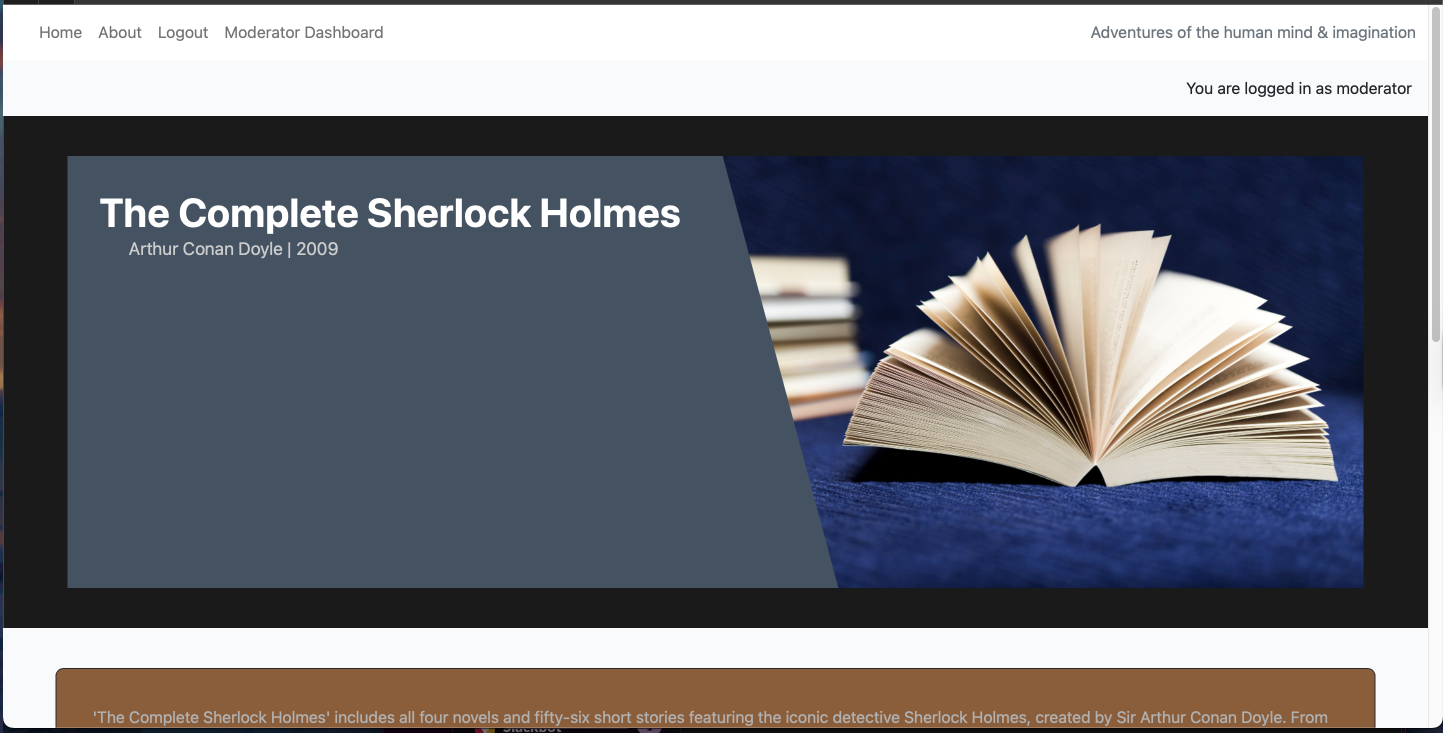 Home About Logout Moderator Dashboard Adventures of the human mind & imagination
You are logged in as moderator
The Complete Sherlock Holmes
Arthur Conan Doyle | 2009
'The Complete Sherlock Holmes' includes all four novels and fifty-six short stories featuring the iconic detective Sherlock Holmes, created by Sir Arthur Conan Doyle. From
Slackbot